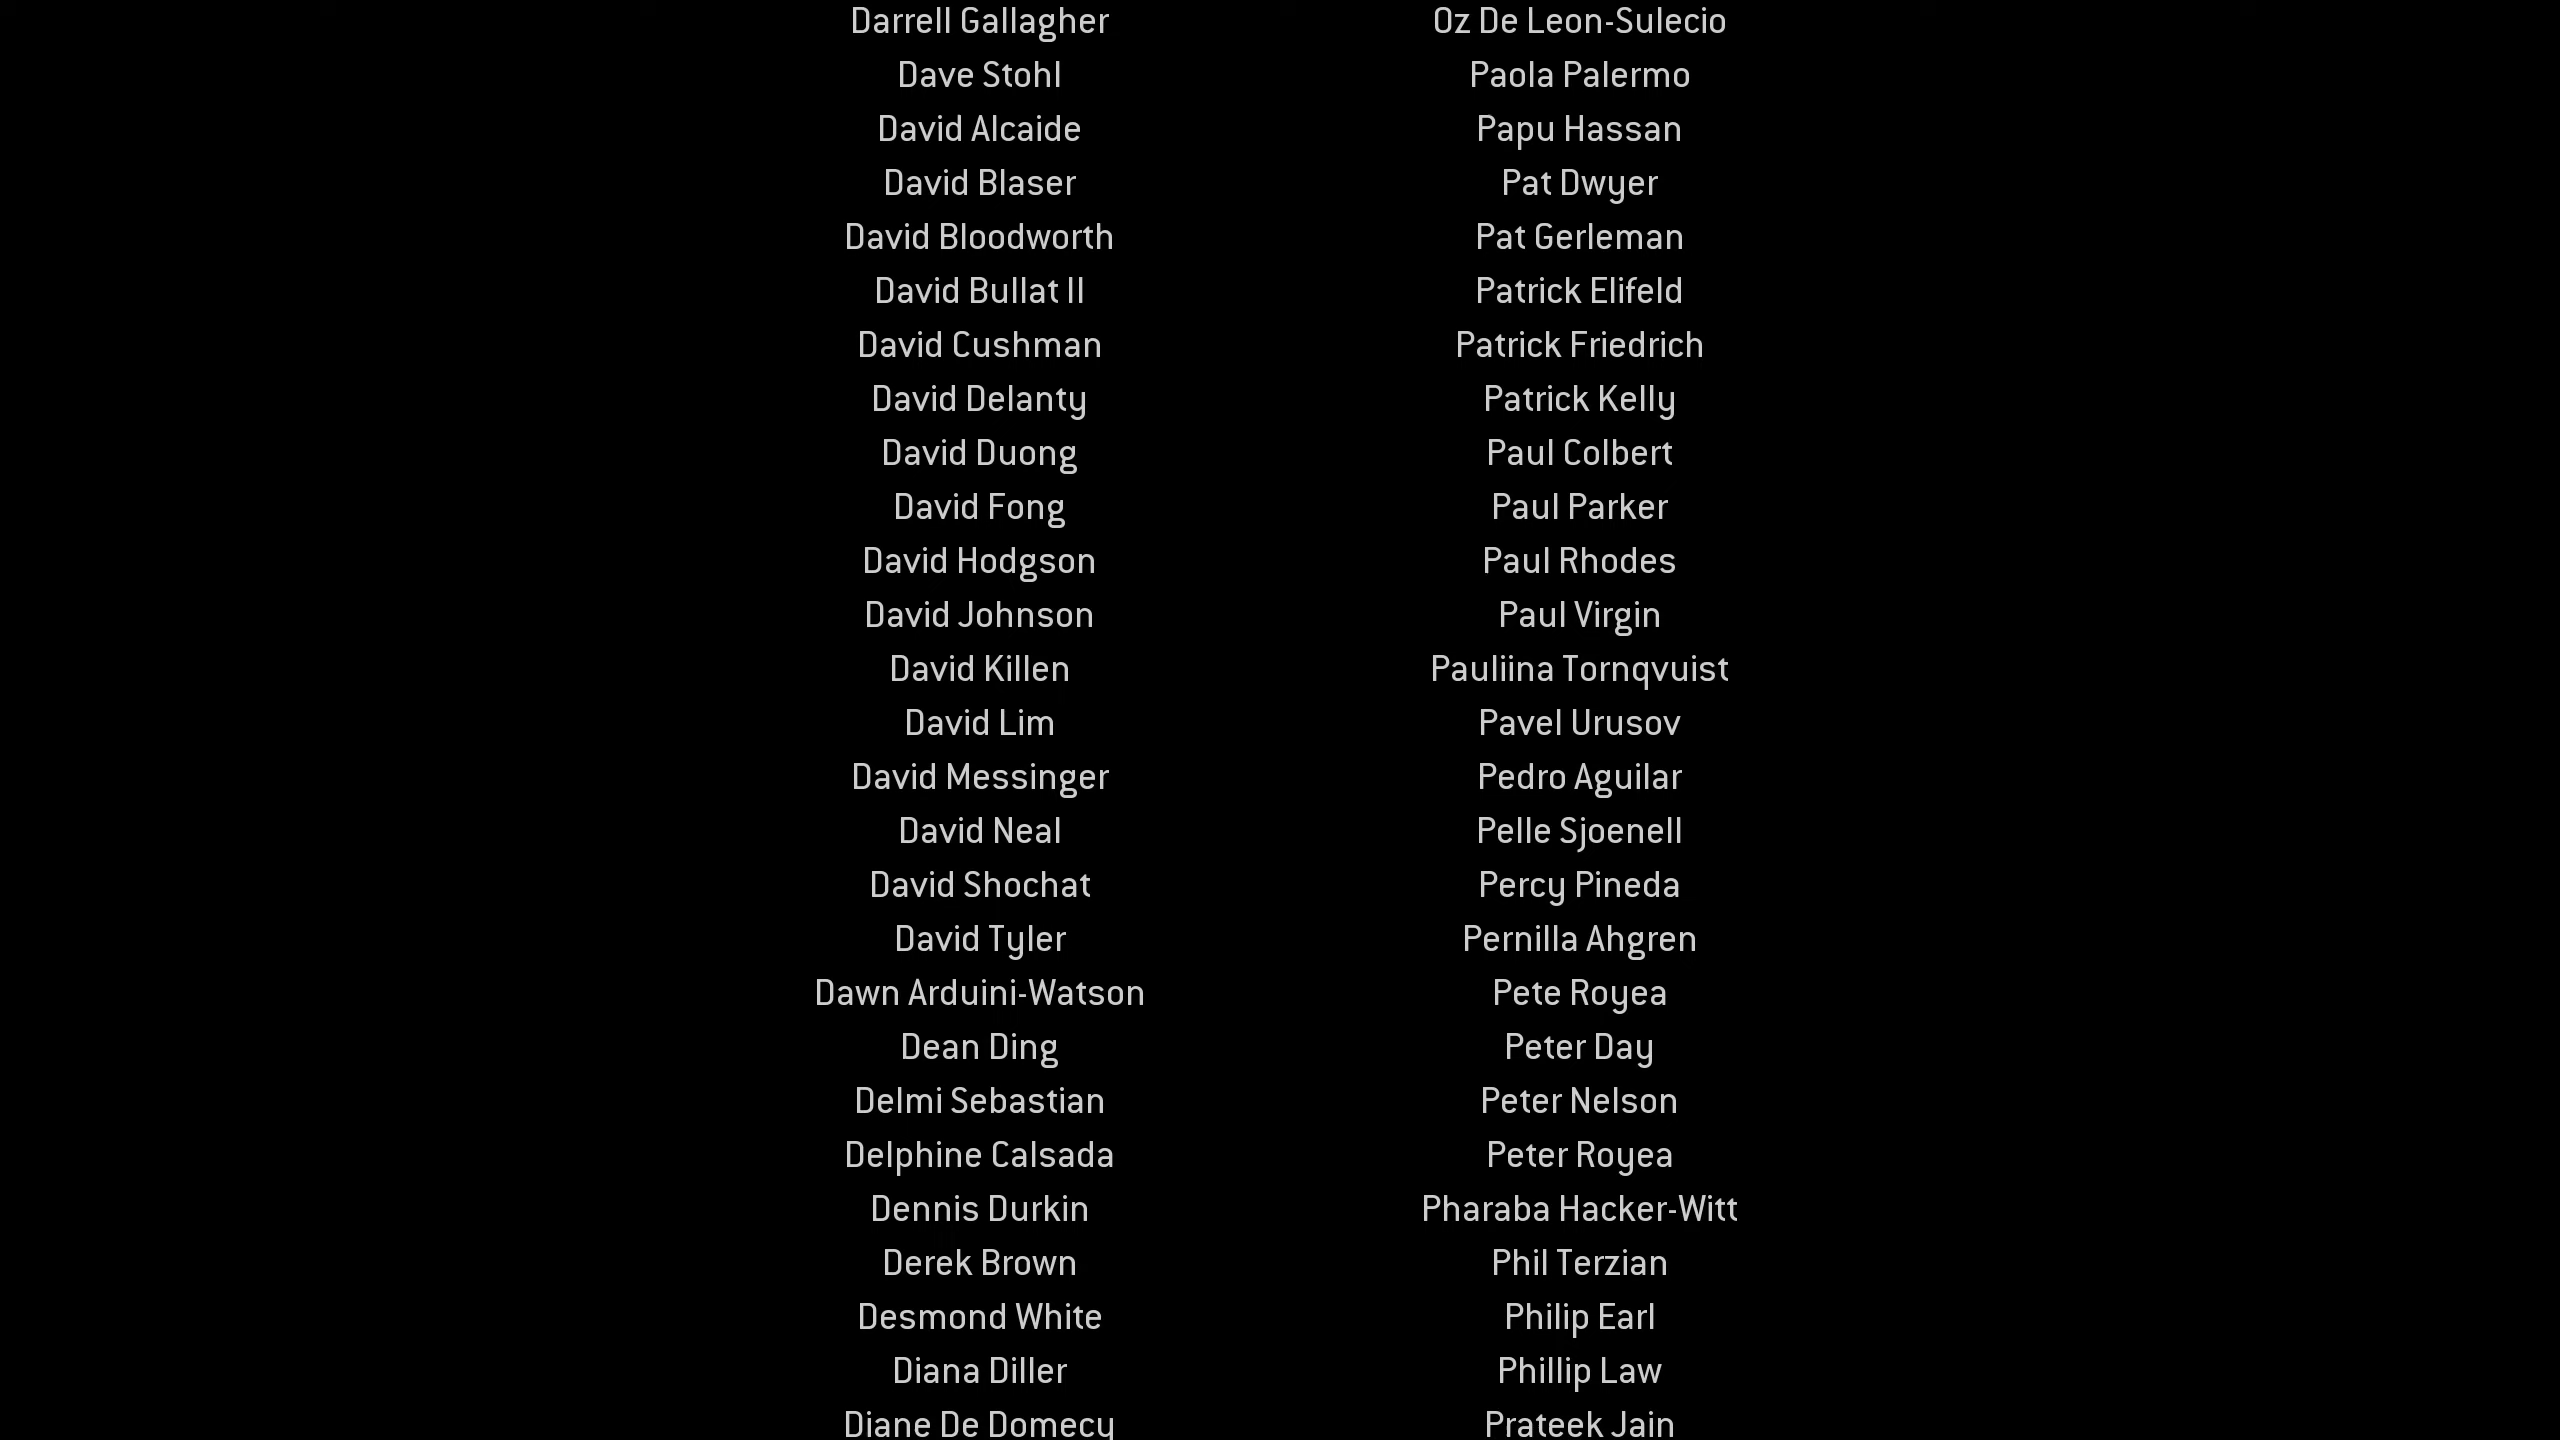 Darrell Gallagher
Dave Stohl
David Alcaide
David Blaser
David Bloodworth
David Bullat II
David Cushman
David Delanty
David Duong
David Fong
David Hodgson
David Johnson
David Killen
David Lim
David Messinger
David Neal
David Shochat
David Tyler
Dawn Arduini-Watson
Dean Ding
Delmi Sebastian
Delphine Calsada
Dennis Durkin
Derek Brown
Desmond White
Diana Diller
Diane De Domecy
Oz De Leon-Sulecio
Paola Palermo
Papu Hassan
Pat Dwyer
Pat Gerleman
Patrick Elifeld
Patrick Friedrich
Patrick Kelly
Paul Colbert
Paul Parker
Paul Rhodes
Paul Virgin
Pauliina Tornqvuist
Pavel Urusov
Pedro Aguilar
Pelle Sjoenell
Percy Pineda
Pernilla Ahgren
Pete Royea
Peter Day
Peter Nelson
Peter Royea
Pharaba Hacker-Witt
Phil Terzian
Philip Earl
Phillip Law
Prateek Jain